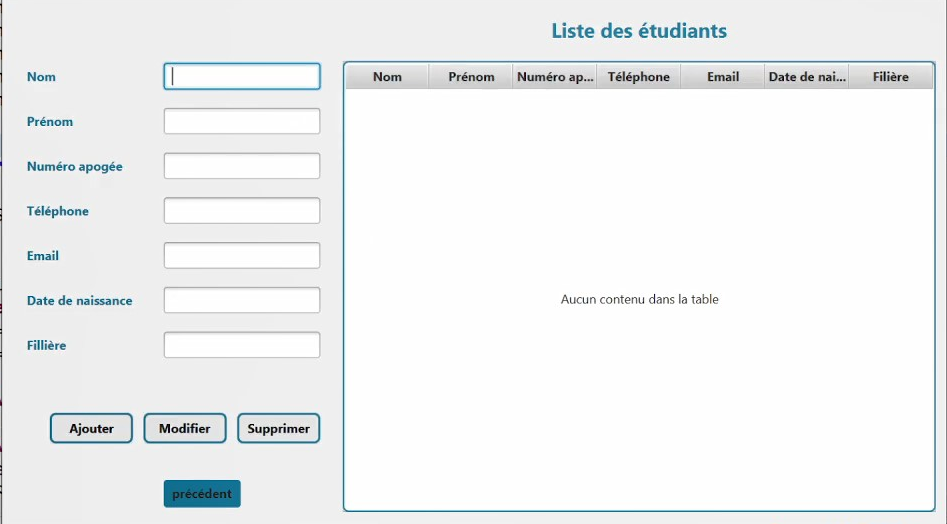 Liste des étudiants
Nom
Prénom
Numéro apogée
Téléphone
Email
Date de naissance
Fillière
Ajouter Modifier Supprimer
précédent
Nom Prénom Numéro ap... Téléphone Email Date de nai... Filière
Aucun contenu dans la table